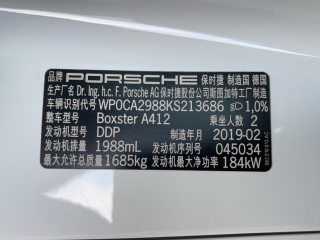 品牌 PORSCHE 保时捷 制造国 德国
生产厂名 Dr. Ing. h.c. F. Porsche AG保时捷股份公司斯图加特工厂制造
车辆识别代号 WP0CA2988KS213686 1,0%
整车型号 Boxster A412 乘坐人数 2
发动机型号 DDP 制造年月 2019-02
发动机排量 1988mL 发动机序号 045034
最大允许总质量 1685kg 发动机最大净功率 184kW